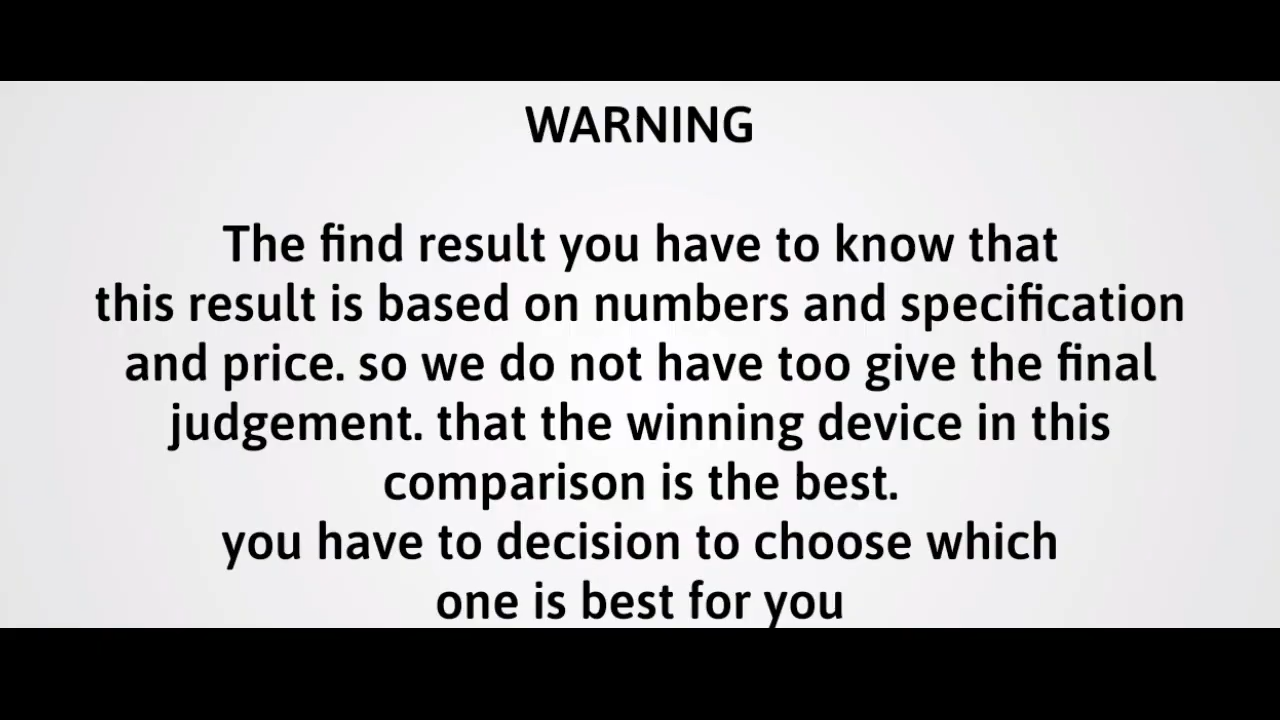 WARNING
The find result you have to know that
this result is based on numbers and specification
and price. so we do not have too give the final
judgement. that the winning device in this
comparison is the best.
you have to decision to choose which
one is best for you